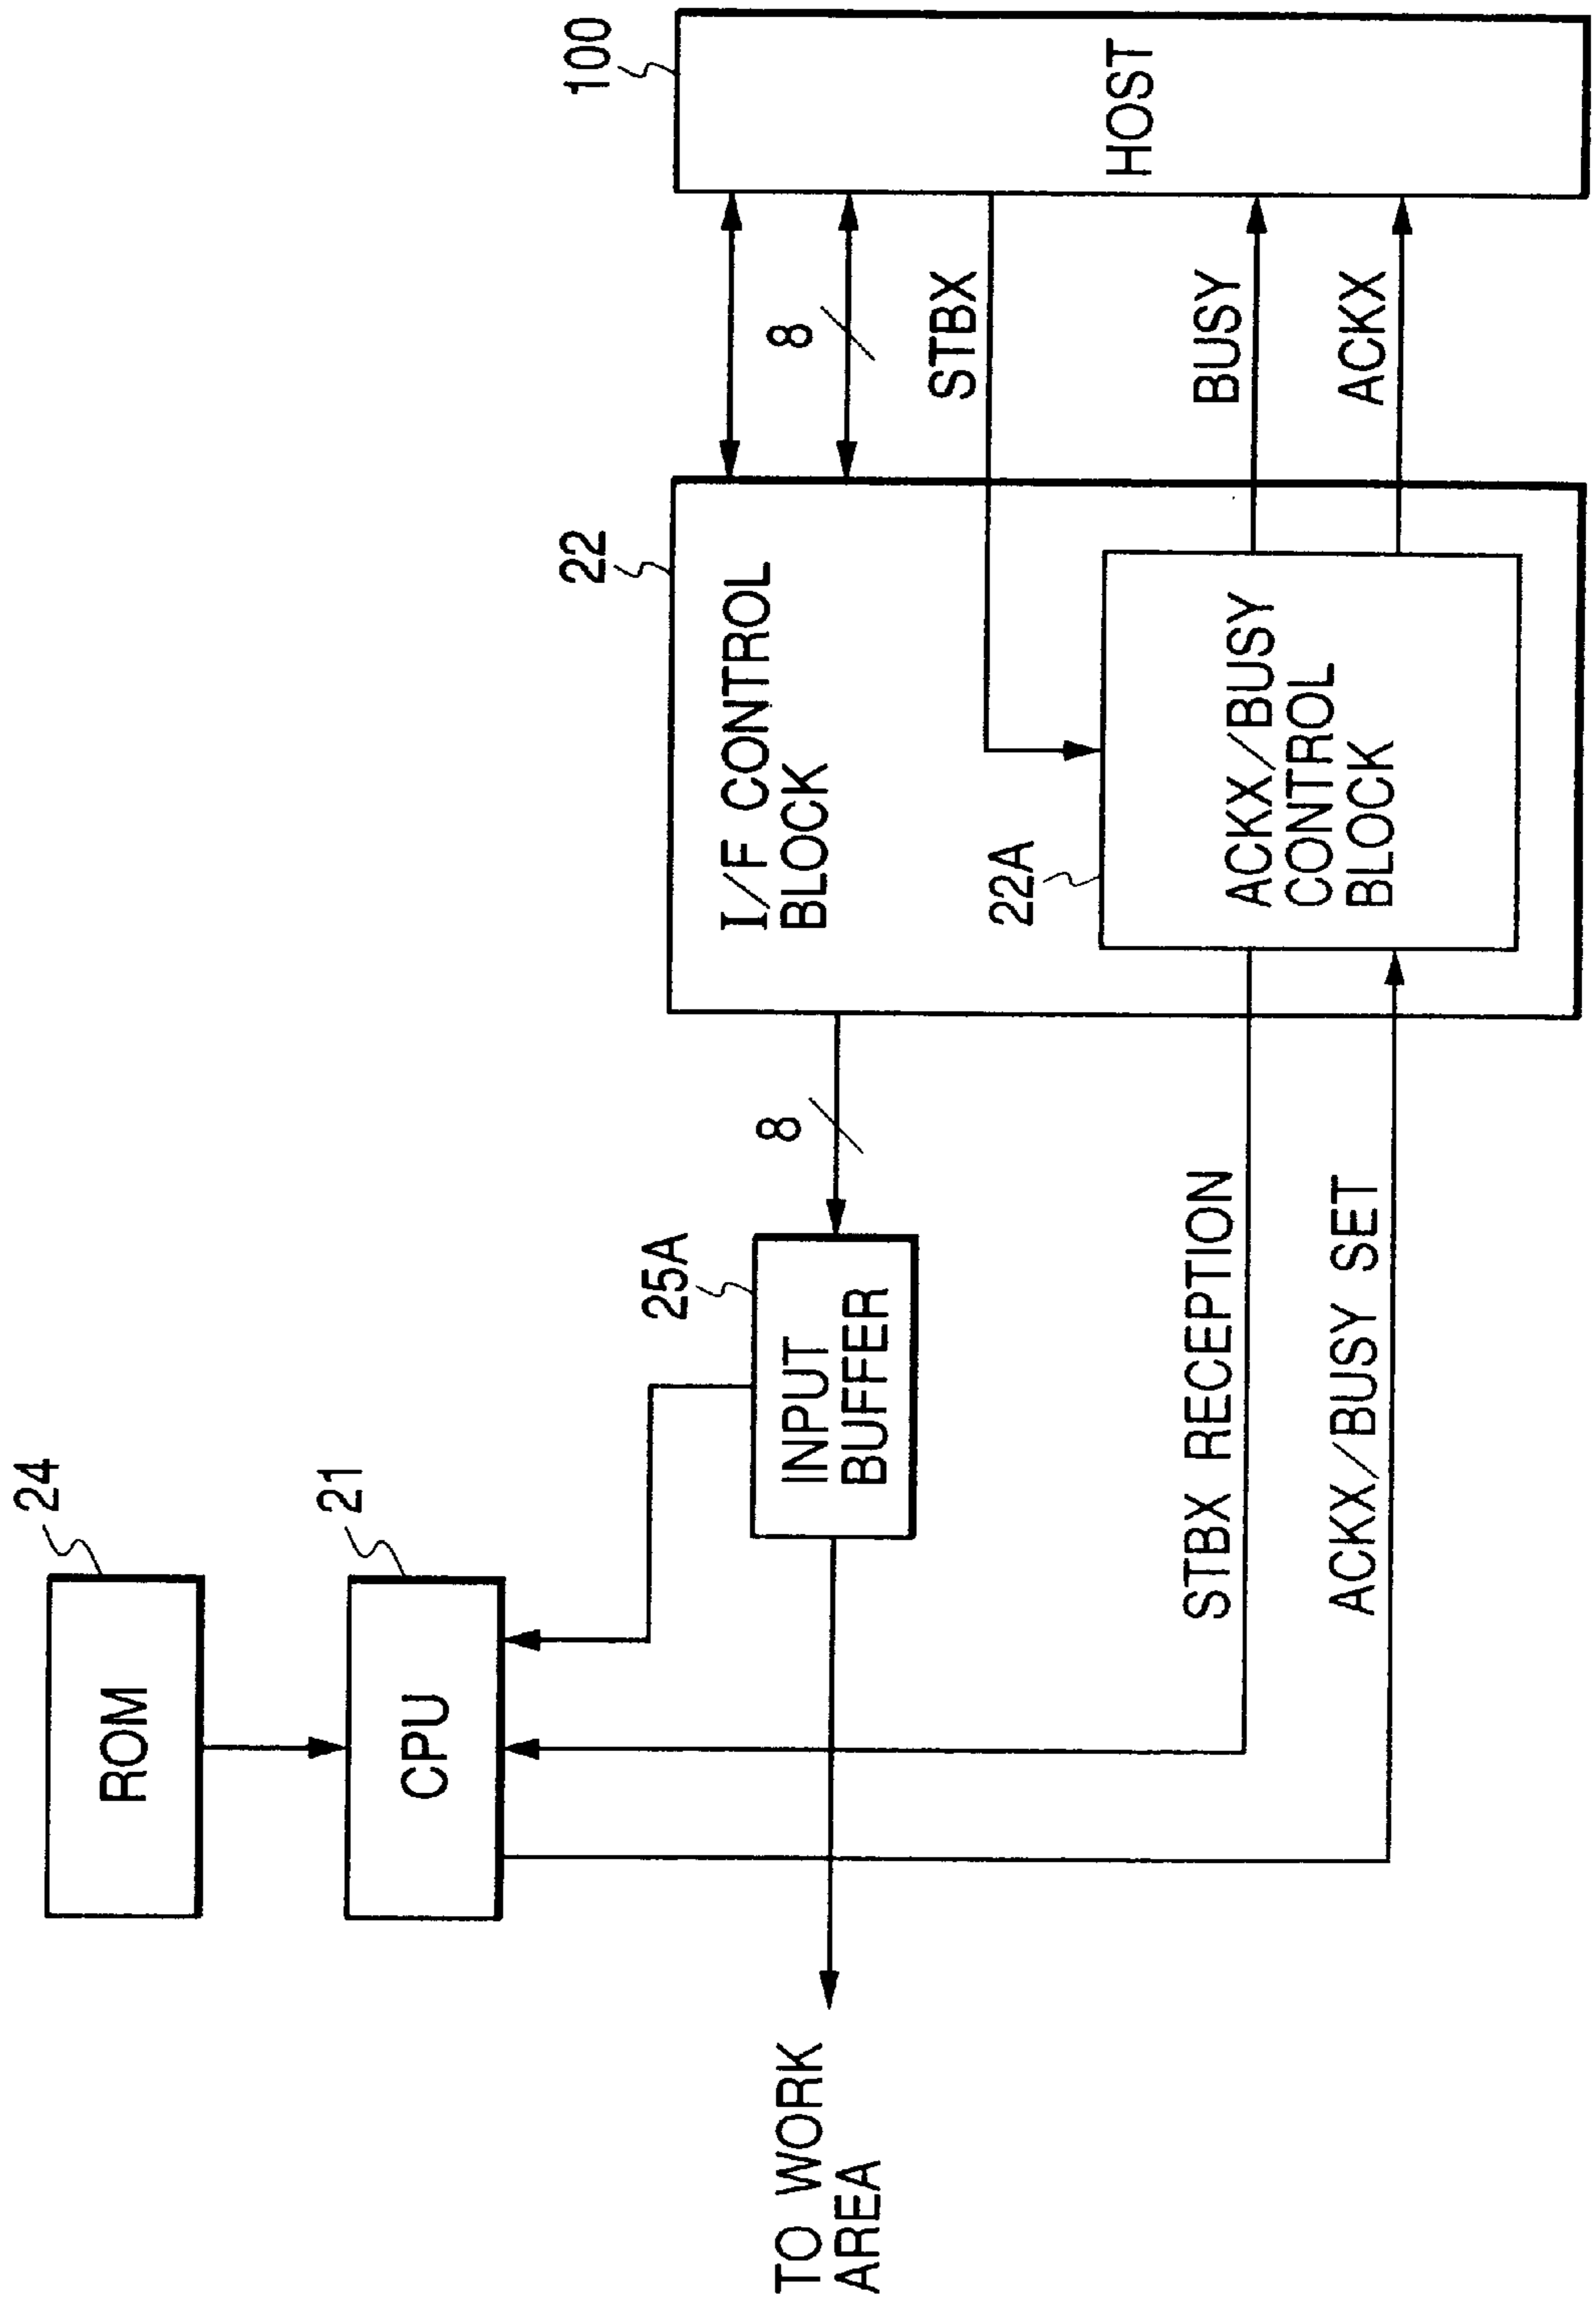 24
ROM
21
CPU
25A
INPUT
BUFFER
TO WORK
AREA
8
22
I/F CONTROL
BLOCK
22A
ACKX/BUSY
CONTROL
BLOCK
STBX RECEPTION
ACKX/BUSY SET
100
HOST
8
STBX
BUSY
ACKX